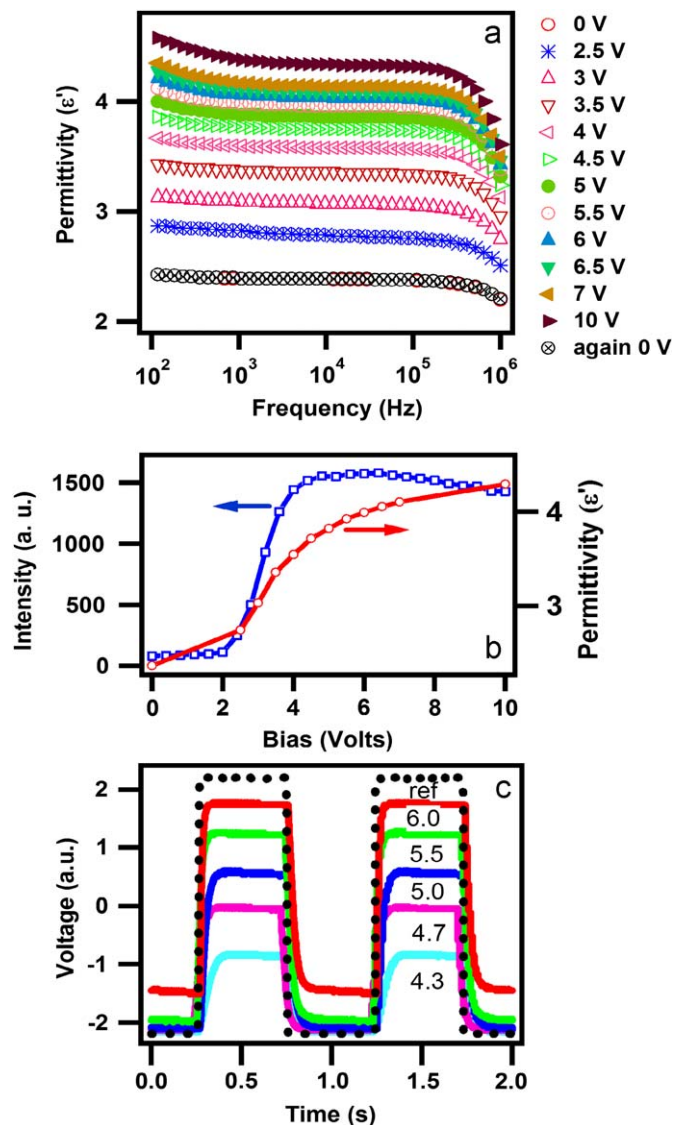 a
4
3
2
Permittivity (ε')
10² 10³ 10⁴ 10⁵ 10⁶
Frequency (Hz)
0 V
2.5 V
3 V
3.5 V
4 V
4.5 V
5 V
5.5 V
6 V
6.5 V
7 V
10 V
again 0 V
1500
1000
500
0
Intensity (a. u.)
4
3
Permittivity (ε')
b
0 2 4 6 8 10
Bias (Volts)
c
2
1
0
-1
-2
Voltage (a.u.)
ref
6.0
5.5
5.0
4.7
4.3
0.0 0.5 1.0 1.5 2.0
Time (s)